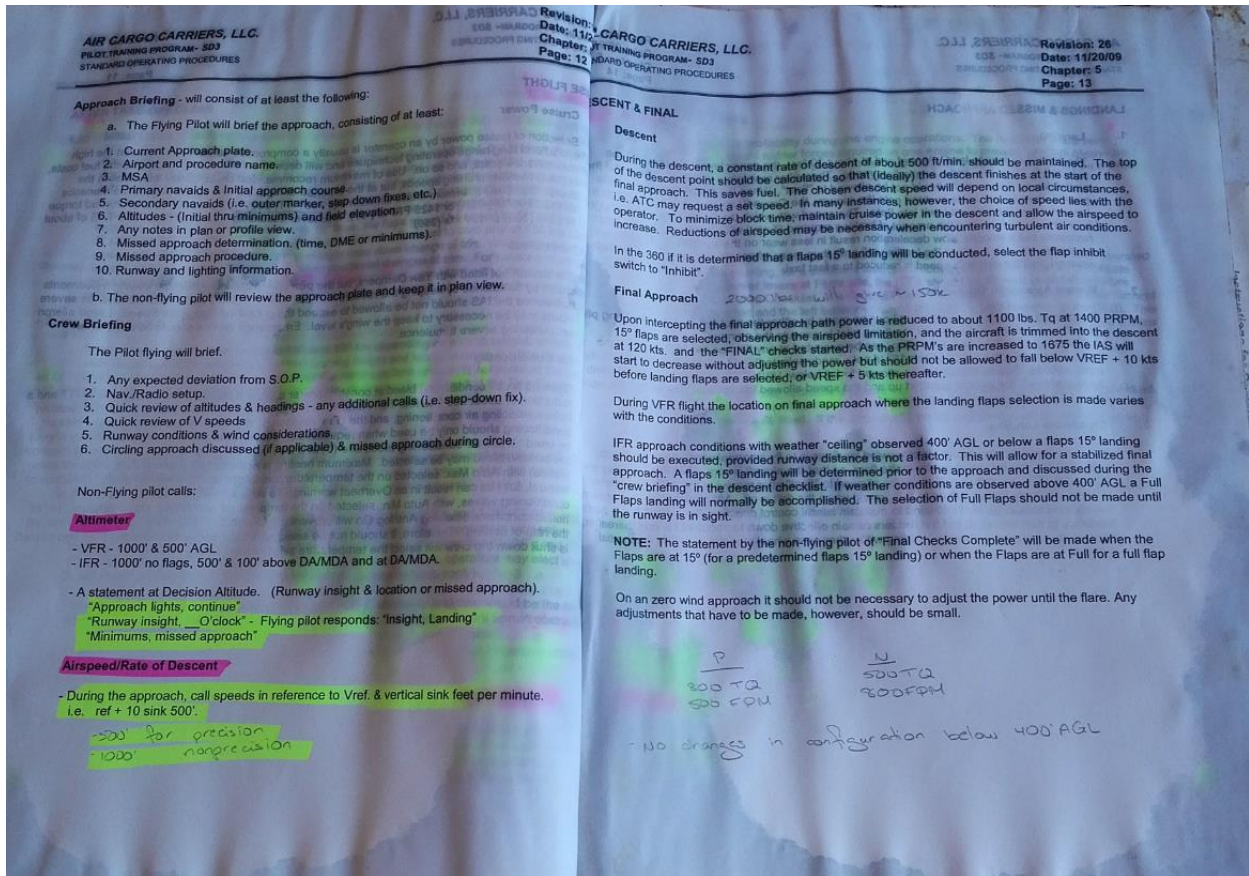 AIR CARGO CARRIERS, LLC.
PILOT TRAINING PROGRAM- SD3
STANDARD OPERATING PROCEDURES
Revision:
Date: 11/2
Chapter:
Page: 12
Approach Briefing - will consist of at least the following:
a. The Flying Pilot will brief the approach, consisting of at least:
1. Current Approach plate.
2. Airport and procedure name.
3. MSA
4. Primary navaids & Initial approach course.
5. Secondary navaids (i.e. outer marker, step down fixes, etc.)
6. Altitudes - (Initial thru minimums) and field elevation.
7. Any notes in plan or profile view.
8. Missed approach determination. (time, DME or minimums).
9. Missed approach procedure.
10. Runway and lighting information.
b. The non-flying pilot will review the approach plate and keep it in plan view.
Crew Briefing
The Pilot flying will brief.
1. Any expected deviation from S.O.P.
2. Nav./Radio setup.
3. Quick review of altitudes & headings - any additional calls (i.e. step-down fix).
4. Quick review of V speeds
5. Runway conditions & wind considerations.
6. Circling approach discussed (if applicable) & missed approach during circle.
Non-Flying pilot calls:
Altimeter
- VFR - 1000' & 500' AGL
- IFR - 1000' no flags, 500' & 100' above DA/MDA and at DA/MDA.
- A statement at Decision Altitude. (Runway insight & location or missed approach).
"Approach lights, continue"
"Runway insight, __O'clock" - Flying pilot responds: "Insight, Landing"
"Minimums, missed approach"
Airspeed/Rate of Descent
- During the approach, call speeds in reference to Vref. & vertical sink feet per minute.
i.e. ref + 10 sink 500'.
-500' for precision
-1000' nonprecision
CARGO CARRIERS, LLC.
TRAINING PROGRAM- SD3
NDARD OPERATING PROCEDURES
Revision: 26
Date: 11/20/09
Chapter: 5
Page: 13
SCENT & FINAL
Descent
During the descent, a constant rate of descent of about 500 ft/min. should be maintained. The top
of the descent point should be calculated so that (ideally) the descent finishes at the start of the
final approach. This saves fuel. The chosen descent speed will depend on local circumstances,
i.e. ATC may request a set speed. In many instances, however, the choice of speed lies with the
operator. To minimize block time, maintain cruise power in the descent and allow the airspeed to
increase. Reductions of airspeed may be necessary when encountering turbulent air conditions.
In the 360 if it is determined that a flaps 15º landing will be conducted, select the flap inhibit
switch to "Inhibit".
Final Approach 2000 lbs will give ~ 150k
Upon intercepting the final approach path power is reduced to about 1100 lbs. Tq at 1400 PRPM,
15º flaps are selected, observing the airspeed limitation, and the aircraft is trimmed into the descent
at 120 kts. and the "FINAL" checks started. As the PRPM's are increased to 1675 the IAS will
start to decrease without adjusting the power but should not be allowed to fall below VREF + 10 kts
before landing flaps are selected, or VREF + 5 kts thereafter.
During VFR flight the location on final approach where the landing flaps selection is made varies
with the conditions.
IFR approach conditions with weather "ceiling" observed 400' AGL or below a flaps 15º landing
should be executed, provided runway distance is not a factor. This will allow for a stabilized final
approach. A flaps 15º landing will be determined prior to the approach and discussed during the
"crew briefing" in the descent checklist. If weather conditions are observed above 400' AGL a Full
Flaps landing will normally be accomplished. The selection of Full Flaps should not be made until
the runway is in sight.
NOTE: The statement by the non-flying pilot of "Final Checks Complete" will be made when the
Flaps are at 15º (for a predetermined flaps 15º landing) or when the Flaps are at Full for a full flap
landing.
On an zero wind approach it should not be necessary to adjust the power until the flare. Any
adjustments that have to be made, however, should be small.
P N
800 TQ 500 TQ
500 FPM 800FPM
- No changes in configuration below 400' AGL